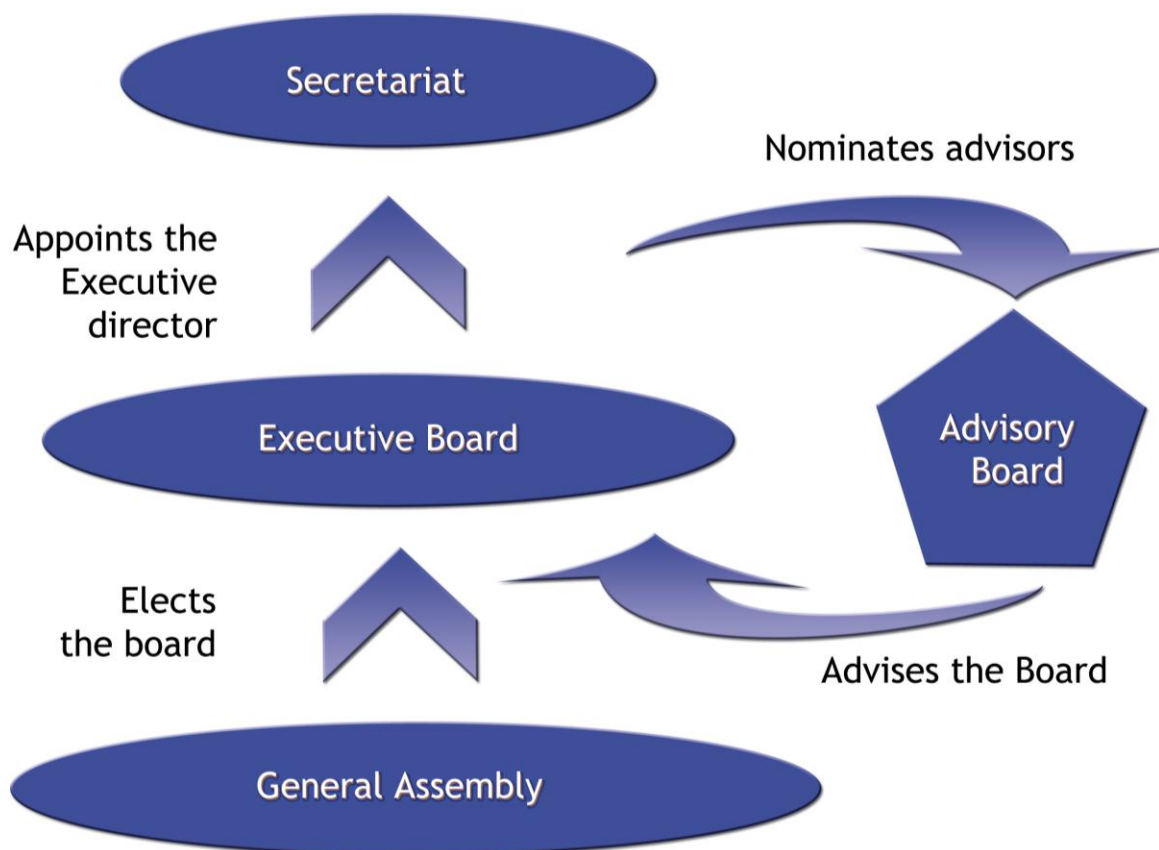 Secretariat
Nominates advisors
Appoints the
Executive
director
Executive Board
Advisory
Board
Elects
the board
Advises the Board
General Assembly